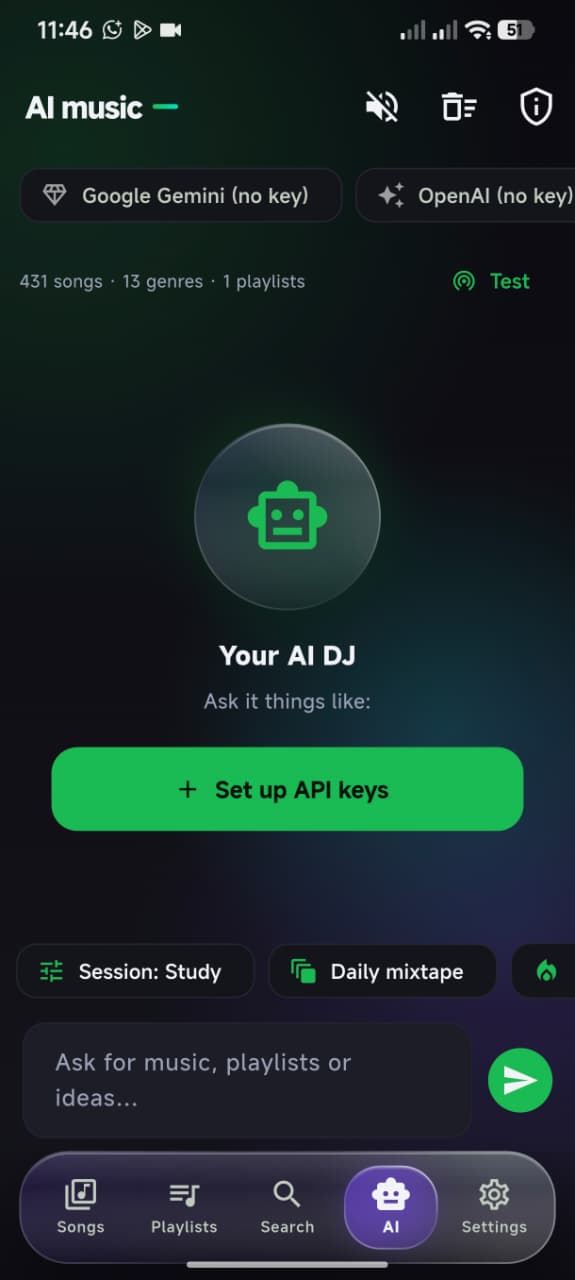 11:46
51
AI music
Google Gemini (no key)
OpenAI (no key)
431 songs · 13 genres · 1 playlists
Test
Your AI DJ
Ask it things like:
+ Set up API keys
Session: Study
Daily mixtape
Ask for music, playlists or
ideas...
Songs
Playlists
Search
AI
Settings